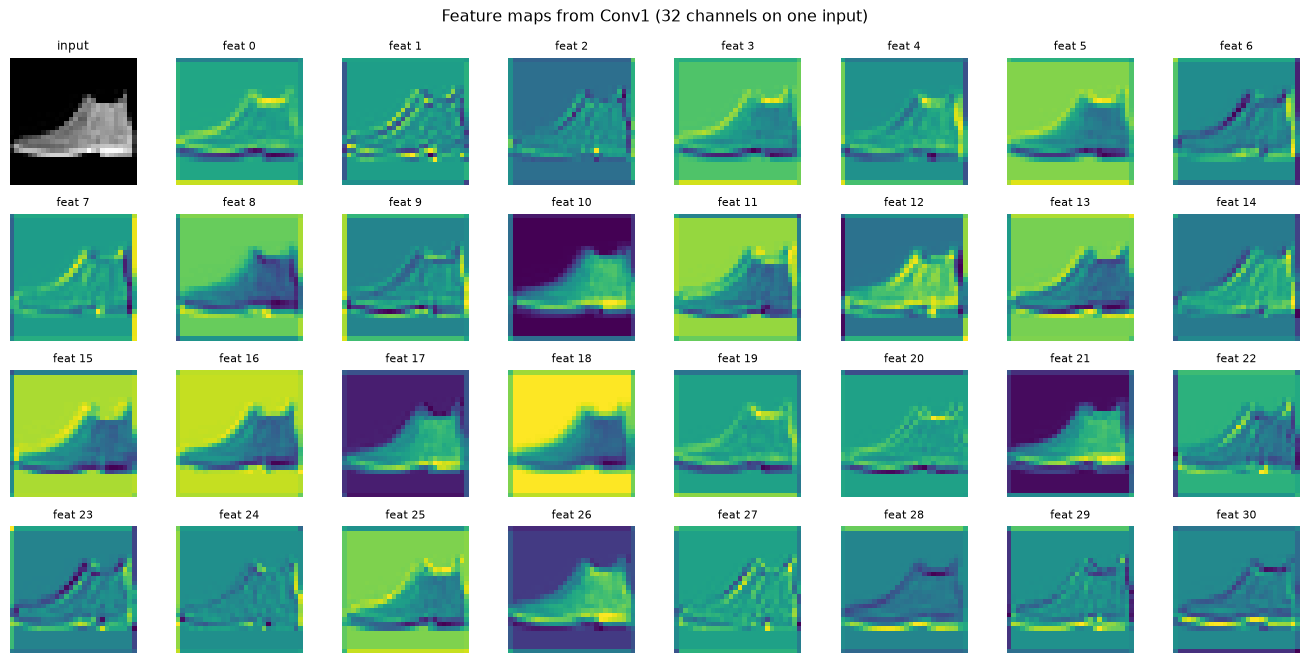 Feature maps from Conv1 (32 channels on one input)
input feat 0 feat 1 feat 2 feat 3 feat 4 feat 5 feat 6
feat 7 feat 8 feat 9 feat 10 feat 11 feat 12 feat 13 feat 14
feat 15 feat 16 feat 17 feat 18 feat 19 feat 20 feat 21 feat 22
feat 23 feat 24 feat 25 feat 26 feat 27 feat 28 feat 29 feat 30